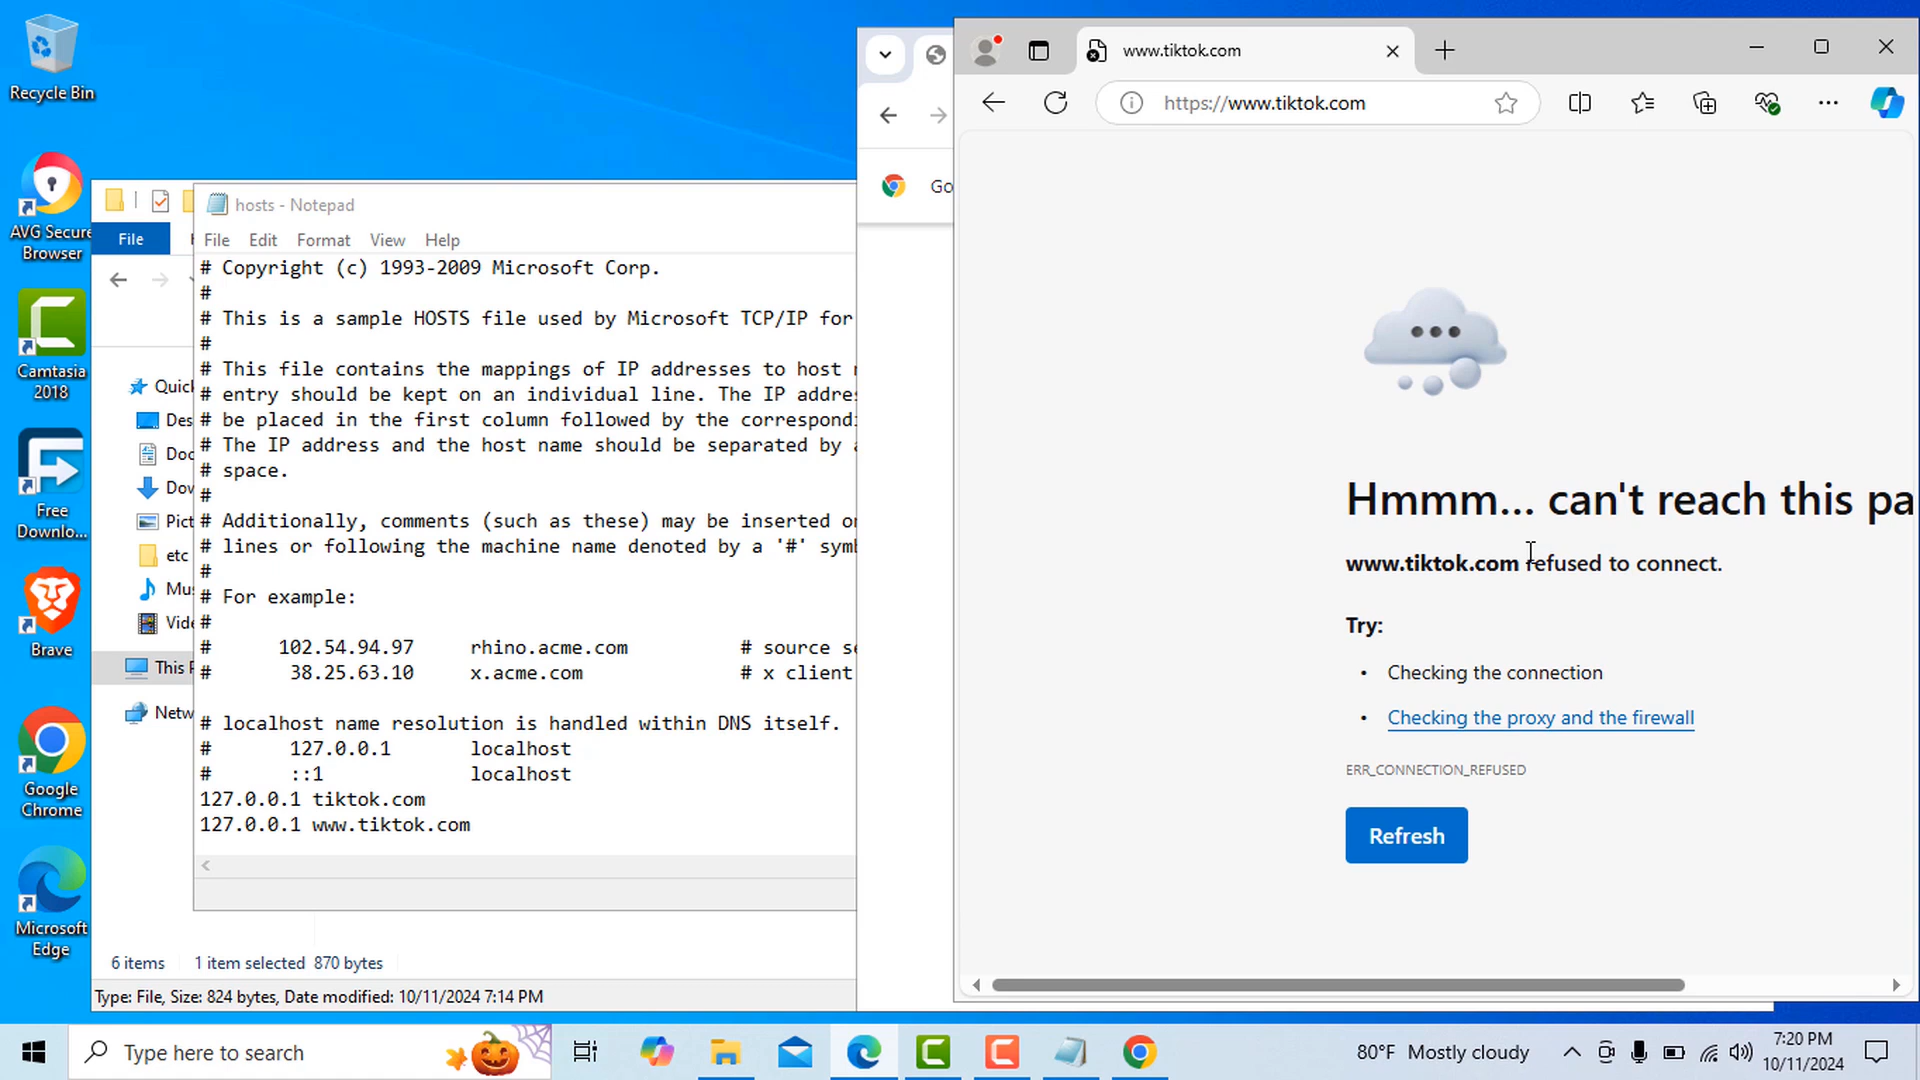 Recycle Bin
AVG Secure
Browser
Camtasia
2018
Free
Downlo...
Brave
Google
Chrome
Microsoft
Edge
File
Quic
Des
Doc
Dov
Pict
etc
Mus
Vide
This P
Netw
6 items 1 item selected 870 bytes
Type: File, Size: 824 bytes, Date modified: 10/11/2024 7:14 PM
hosts - Notepad
File Edit Format View Help
# Copyright (c) 1993-2009 Microsoft Corp.
#
# This is a sample HOSTS file used by Microsoft TCP/IP for
#
# This file contains the mappings of IP addresses to host
# entry should be kept on an individual line. The IP addre
# be placed in the first column followed by the correspondi
# The IP address and the host name should be separated by
# space.
#
# Additionally, comments (such as these) may be inserted
# lines or following the machine name denoted by a '#'
#
# For example:
#
# 102.54.94.97 rhino.acme.com # source se
# 38.25.63.10 x.acme.com # x client
# localhost name resolution is handled within DNS itself.
# 127.0.0.1 localhost
# ::1 localhost
127.0.0.1 tiktok.com
127.0.0.1 www.tiktok.com
Go
www.tiktok.com
https://www.tiktok.com
Hmmm... can't reach this pa
www.tiktok.com refused to connect.
Try:
• Checking the connection
• Checking the proxy and the firewall
ERR_CONNECTION_REFUSED
Refresh
Type here to search
80°F Mostly cloudy
7:20 PM
10/11/2024